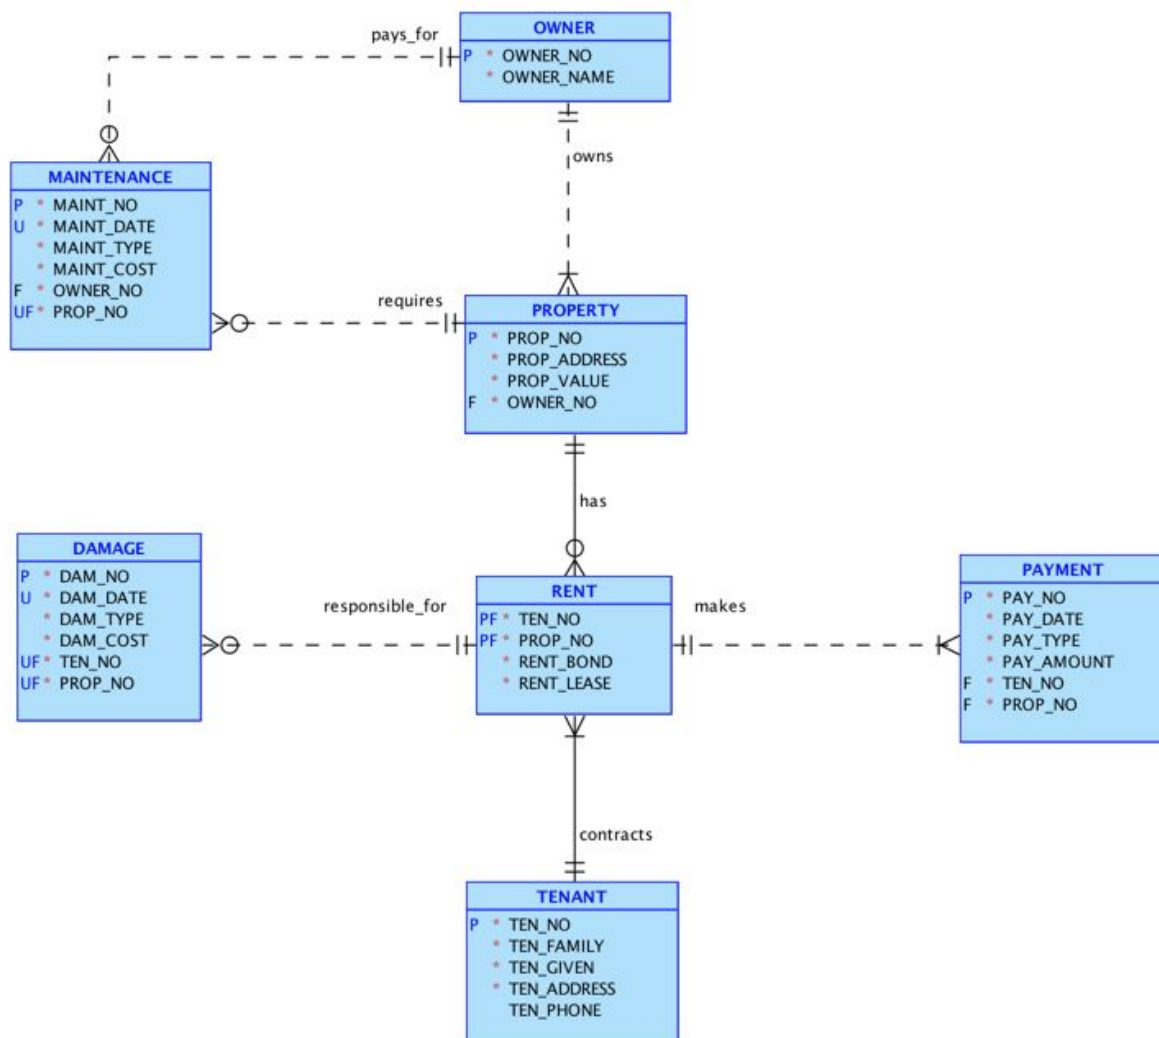 OWNER
P * OWNER_NO
* OWNER_NAME
pays_for
owns
MAINTENANCE
P * MAINT_NO
U * MAINT_DATE
* MAINT_TYPE
* MAINT_COST
F * OWNER_NO
UF * PROP_NO
requires
PROPERTY
P * PROP_NO
* PROP_ADDRESS
* PROP_VALUE
F * OWNER_NO
has
DAMAGE
P * DAM_NO
U * DAM_DATE
* DAM_TYPE
* DAM_COST
UF * TEN_NO
UF * PROP_NO
responsible_for
RENT
PF * TEN_NO
PF * PROP_NO
* RENT_BOND
* RENT_LEASE
makes
PAYMENT
P * PAY_NO
* PAY_DATE
* PAY_TYPE
* PAY_AMOUNT
F * TEN_NO
F * PROP_NO
contracts
TENANT
P * TEN_NO
* TEN_FAMILY
* TEN_GIVEN
* TEN_ADDRESS
TEN_PHONE